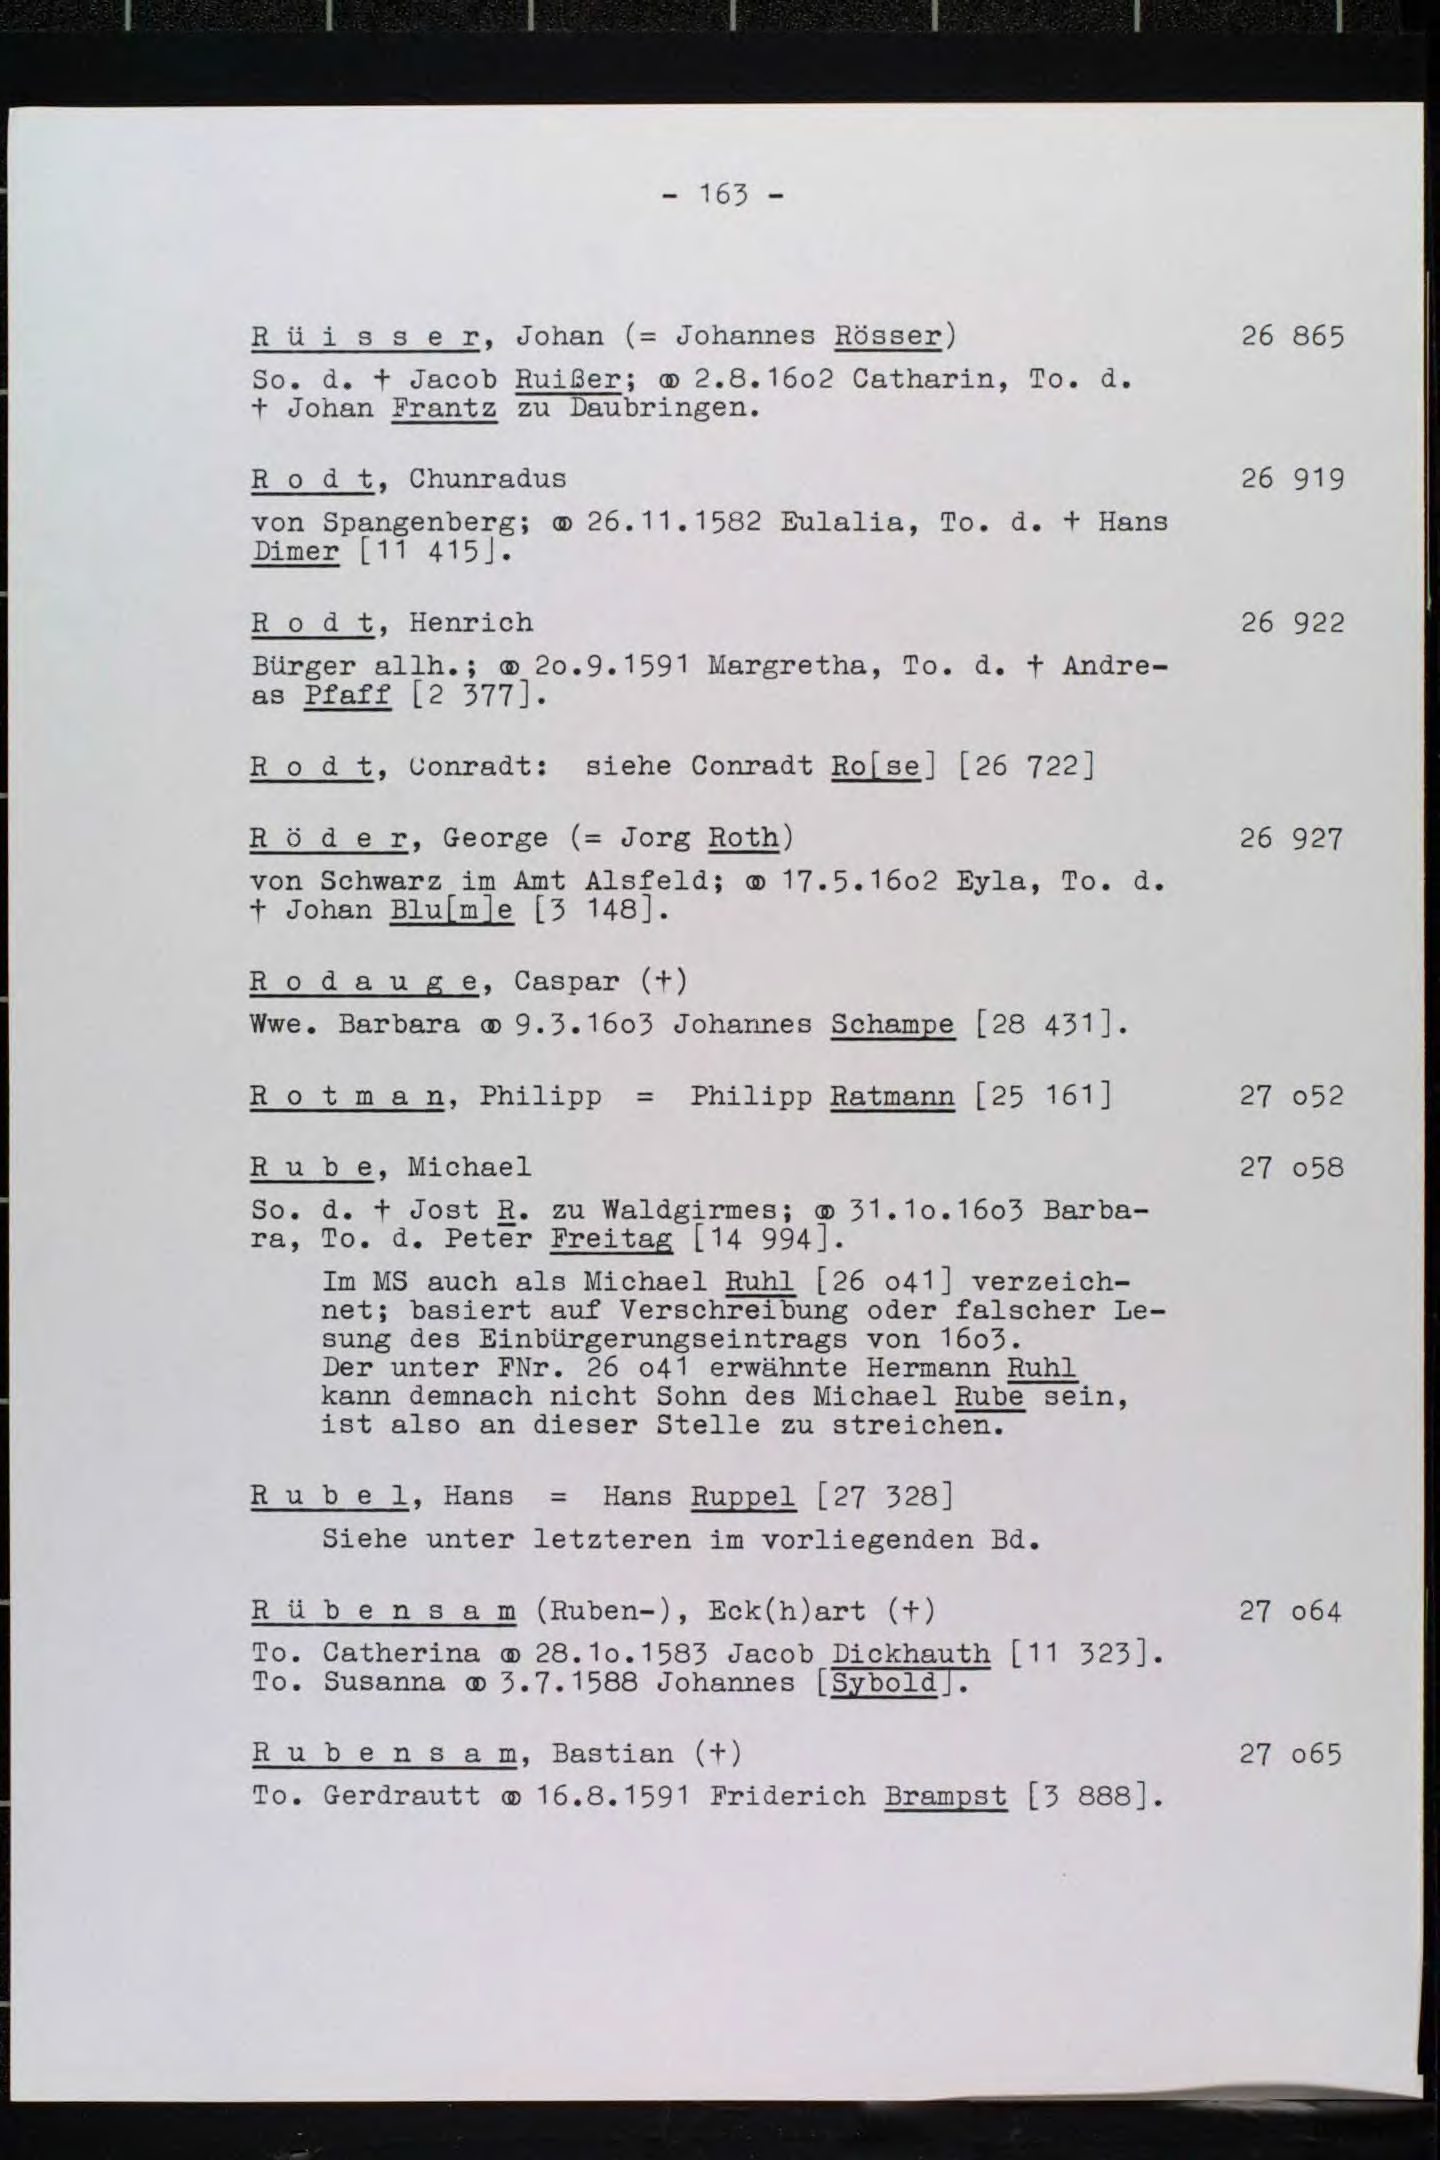 - 163 -
R ü i s s e r, Johan (= Johannes Rösser) 26 865
So. d. + Jacob Ruißer; ⚭ 2.8.16o2 Catharin, To. d.
+ Johan Frantz zu Daubringen.
R o d t, Chunradus 26 919
von Spangenberg; ⚭ 26.11.1582 Eulalia, To. d. + Hans
Dimer [11 415].
R o d t, Henrich 26 922
Bürger allh.; ⚭ 2o.9.1591 Margretha, To. d. + Andre-
as Pfaff [2 377].
R o d t, Conradt: siehe Conradt Ro[se] [26 722]
R ö d e r, George (= Jorg Roth) 26 927
von Schwarz im Amt Alsfeld; ⚭ 17.5.16o2 Eyla, To. d.
+ Johan Blu[m]e [3 148].
R o d a u g e, Caspar (+)
Wwe. Barbara ⚭ 9.3.16o3 Johannes Schampe [28 431].
R o t m a n, Philipp = Philipp Ratmann [25 161] 27 o52
R u b e, Michael 27 o58
So. d. + Jost R. zu Waldgirmes; ⚭ 31.1o.16o3 Barba-
ra, To. d. Peter Freitag [14 994].
Im MS auch als Michael Ruhl [26 o41] verzeich-
net; basiert auf Verschreibung oder falscher Le-
sung des Einbürgerungseintrags von 16o3.
Der unter FNr. 26 o41 erwähnte Hermann Ruhl
kann demnach nicht Sohn des Michael Rube sein,
ist also an dieser Stelle zu streichen.
R u b e l, Hans = Hans Ruppel [27 328]
Siehe unter letzteren im vorliegenden Bd.
R ü b e n s a m (Ruben-), Eck(h)art (+) 27 o64
To. Catherina ⚭ 28.1o.1583 Jacob Dickhauth [11 323].
To. Susanna ⚭ 3.7.1588 Johannes [Sybold].
R u b e n s a m, Bastian (+) 27 o65
To. Gerdrautt ⚭ 16.8.1591 Friderich Brampst [3 888].